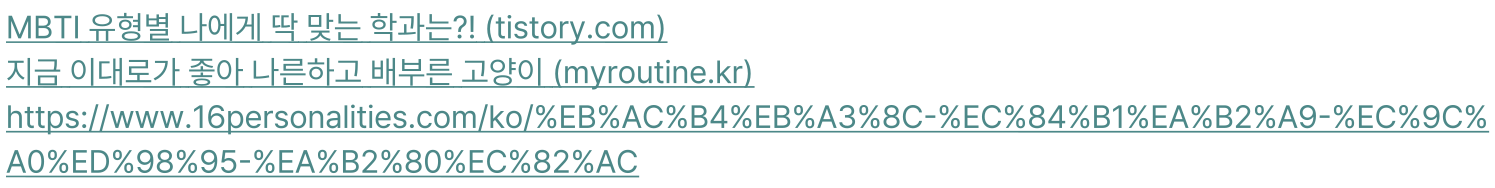 MBTI 유형별 나에게 딱 맞는 학과는?! (tistory.com)
지금 이대로가 좋아 나른하고 배부른 고양이 (myroutine.kr)
https://www.16personalities.com/ko/%EB%AC%B4%EB%A3%8C-%EC%84%B1%EA%B2%A9-%EC%9C%
A0%ED%98%95-%EA%B2%80%EC%82%AC